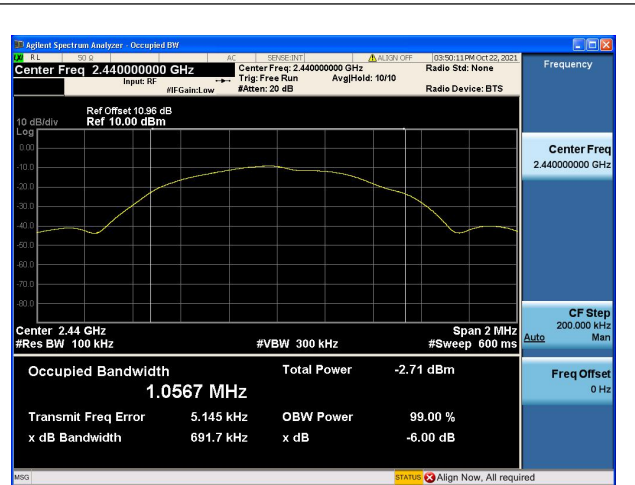 Agilent Spectrum Analyzer - Occupied BW
RL 50 Ω AC SENSE:INT ALIGN OFF 03:50:11PM Oct 22, 2021
Center Freq 2.440000000 GHz Center Freq: 2.440000000 GHz Radio Std: None
Input: RF Trig: Free Run Avg|Hold: 10/10
#IFGain:Low #Atten: 20 dB Radio Device: BTS
Frequency
Ref Offset 10.96 dB
10 dB/div Ref 10.00 dBm
Log
0.00
-10.0
-20.0
-30.0
-40.0
-50.0
-60.0
-70.0
-80.0
Center Freq
2.440000000 GHz
Center 2.44 GHz Span 2 MHz
#Res BW 100 kHz #VBW 300 kHz #Sweep 600 ms
CF Step
200.000 kHz
Auto Man
Occupied Bandwidth Total Power -2.71 dBm
1.0567 MHz
Transmit Freq Error 5.145 kHz OBW Power 99.00 %
x dB Bandwidth 691.7 kHz x dB -6.00 dB
Freq Offset
0 Hz
MSG STATUS Align Now, All required